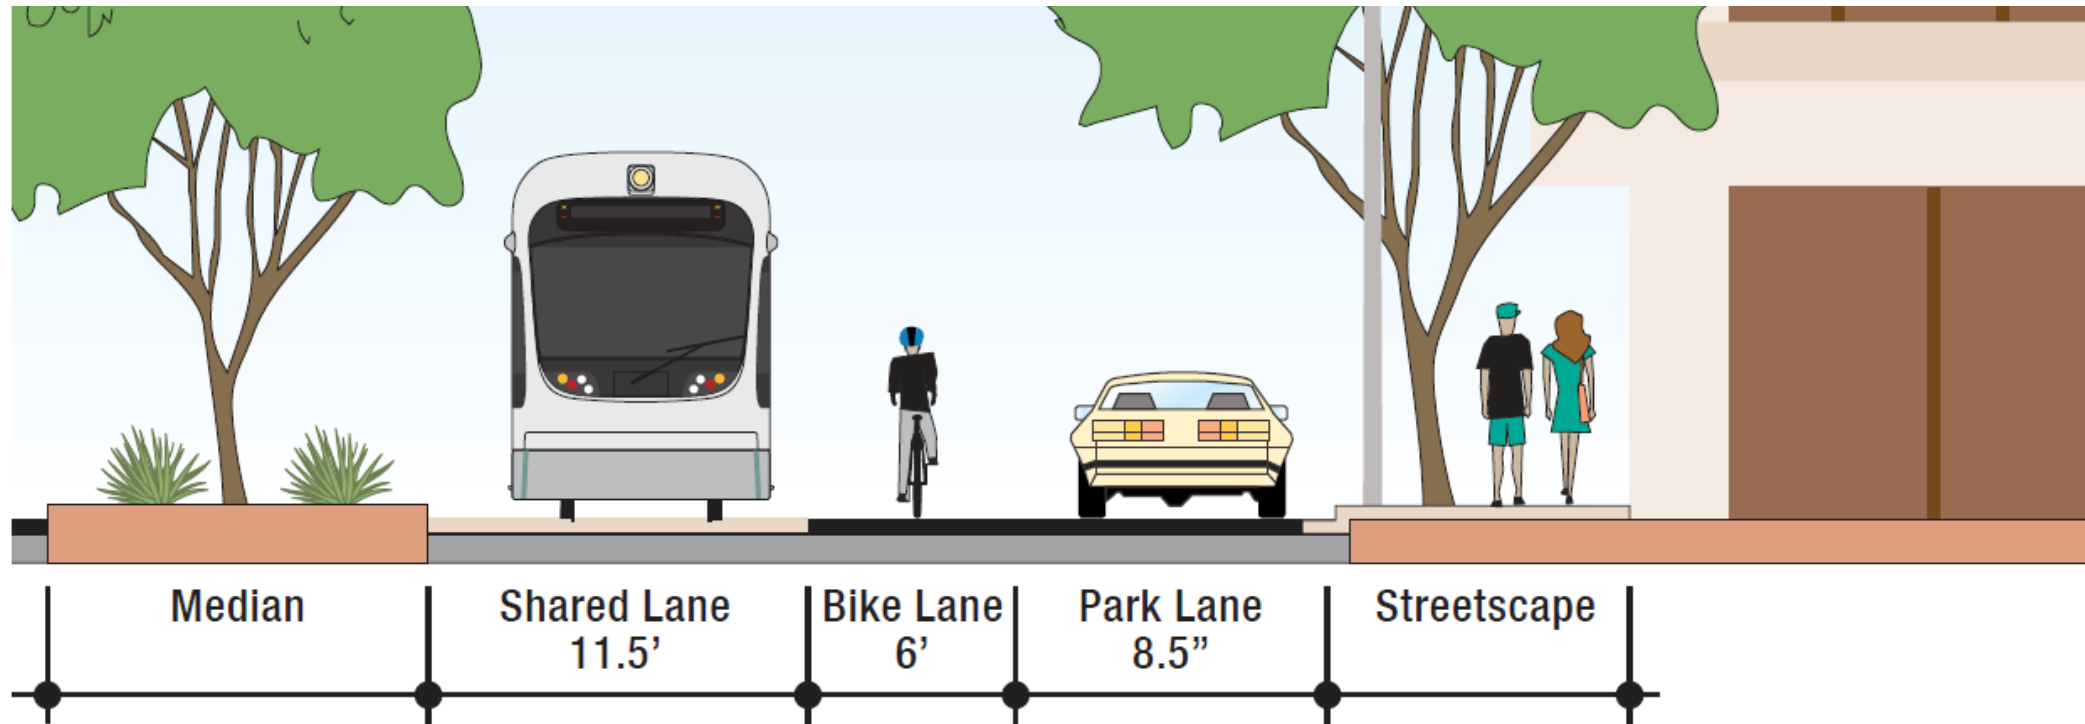 Median
Shared Lane
11.5’
Bike Lane
6’
Park Lane
8.5”
Streetscape